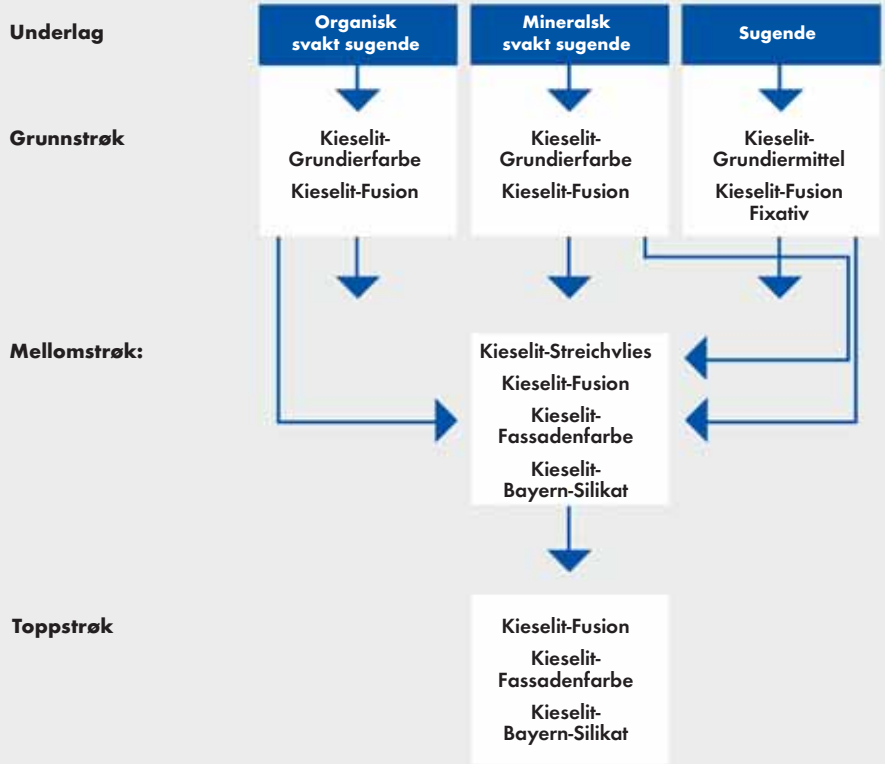 Underlag
Organisk
svakt sugende
Mineralsk
svakt sugende
Sugende
Grunnstrøk
Kieselit-
Grundierfarbe
Kieselit-Fusion
Kieselit-
Grundierfarbe
Kieselit-Fusion
Kieselit-
Grundiermittel
Kieselit-Fusion
Fixativ
Mellomstrøk:
Kieselit-Streichvlies
Kieselit-Fusion
Kieselit-
Fassadenfarbe
Kieselit-
Bayern-Silikat
Toppstrøk
Kieselit-Fusion
Kieselit-
Fassadenfarbe
Kieselit-
Bayern-Silikat